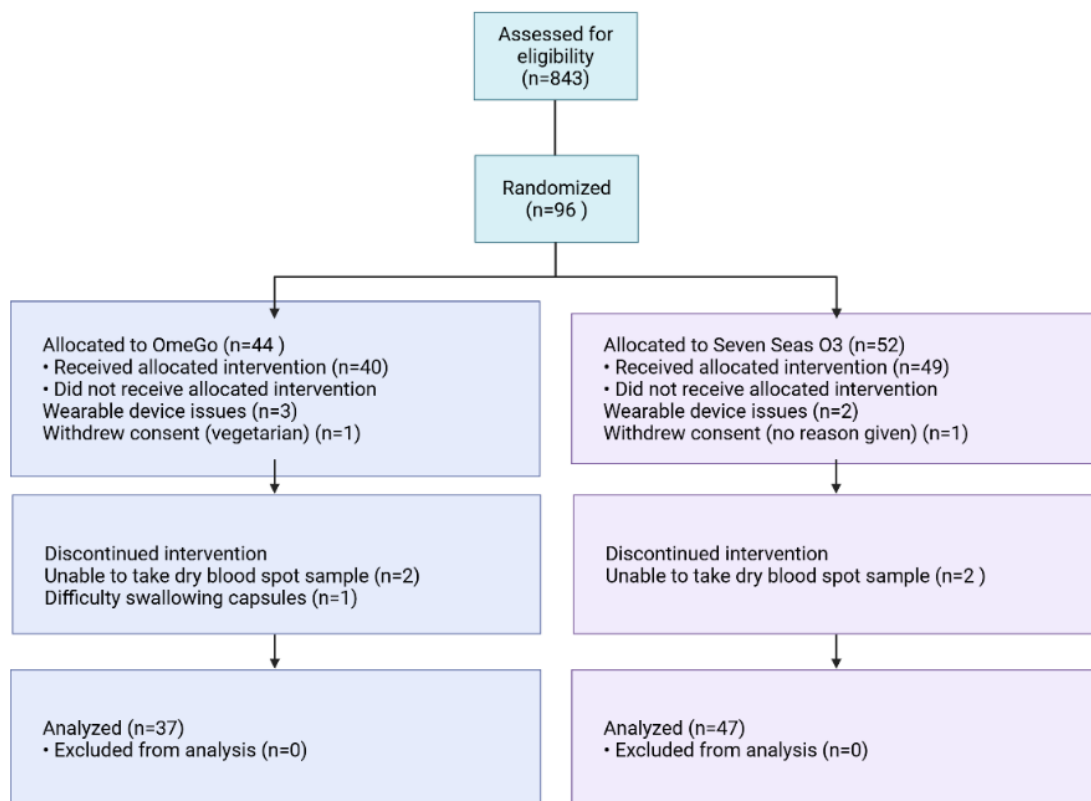 Assessed for
eligibility
(n=843)
Randomized
(n=96 )
Allocated to OmeGo (n=44 )
• Received allocated intervention (n=40)
• Did not receive allocated intervention
Wearable device issues (n=3)
Withdrew consent (vegetarian) (n=1)
Allocated to Seven Seas O3 (n=52)
• Received allocated intervention (n=49)
• Did not receive allocated intervention
Wearable device issues (n=2)
Withdrew consent (no reason given) (n=1)
Discontinued intervention
Unable to take dry blood spot sample (n=2)
Difficulty swallowing capsules (n=1)
Discontinued intervention
Unable to take dry blood spot sample (n=2 )
Analyzed (n=37)
• Excluded from analysis (n=0)
Analyzed (n=47)
• Excluded from analysis (n=0)